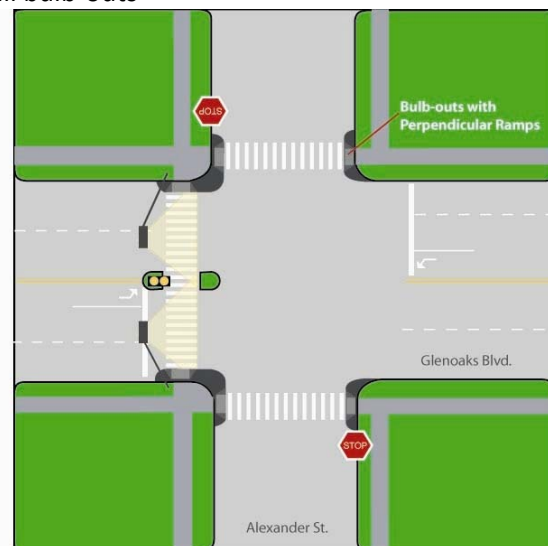 STOP
Bulb-outs with
Perpendicular Ramps
Glenoaks Blvd.
STOP
Alexander St.